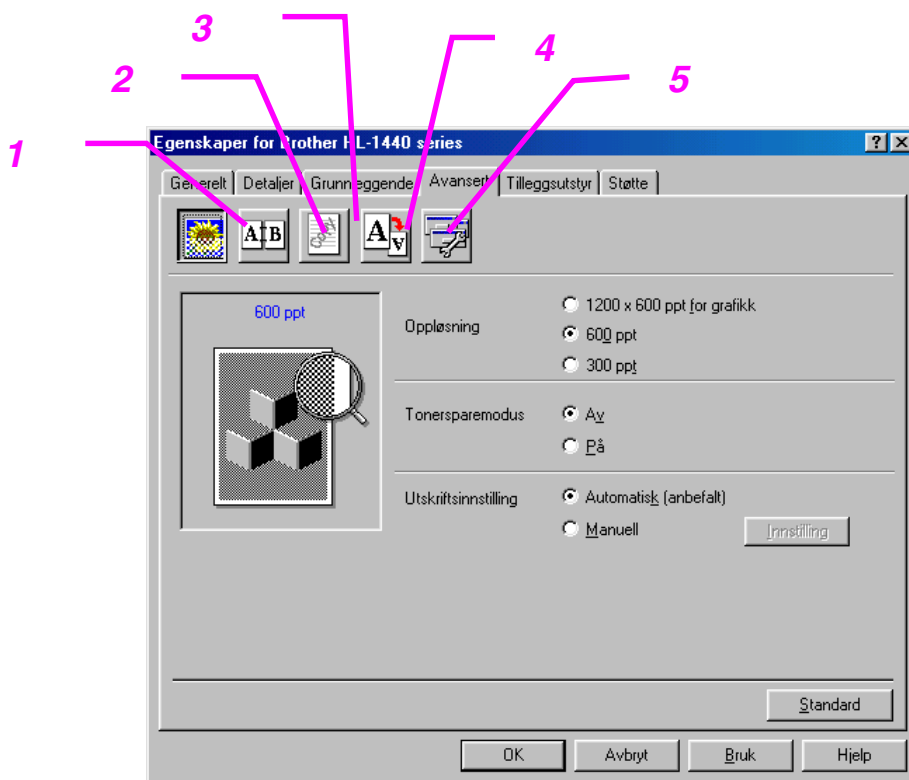 3
4
2
5
1
Egenskaper for Brother HL-1440 series
Generelt Detaljer Grunnleggende Avansert Tilleggsutstyr Støtte
A B
COPY
A A
600 ppt
Oppløsning
1200 x 600 ppt for grafikk
600 ppt
300 ppt
Tonersparemodus
Av
På
Utskriftsinnstilling
Automatisk (anbefalt)
Manuell
Innstilling
Standard
OK Avbryt Bruk Hjelp